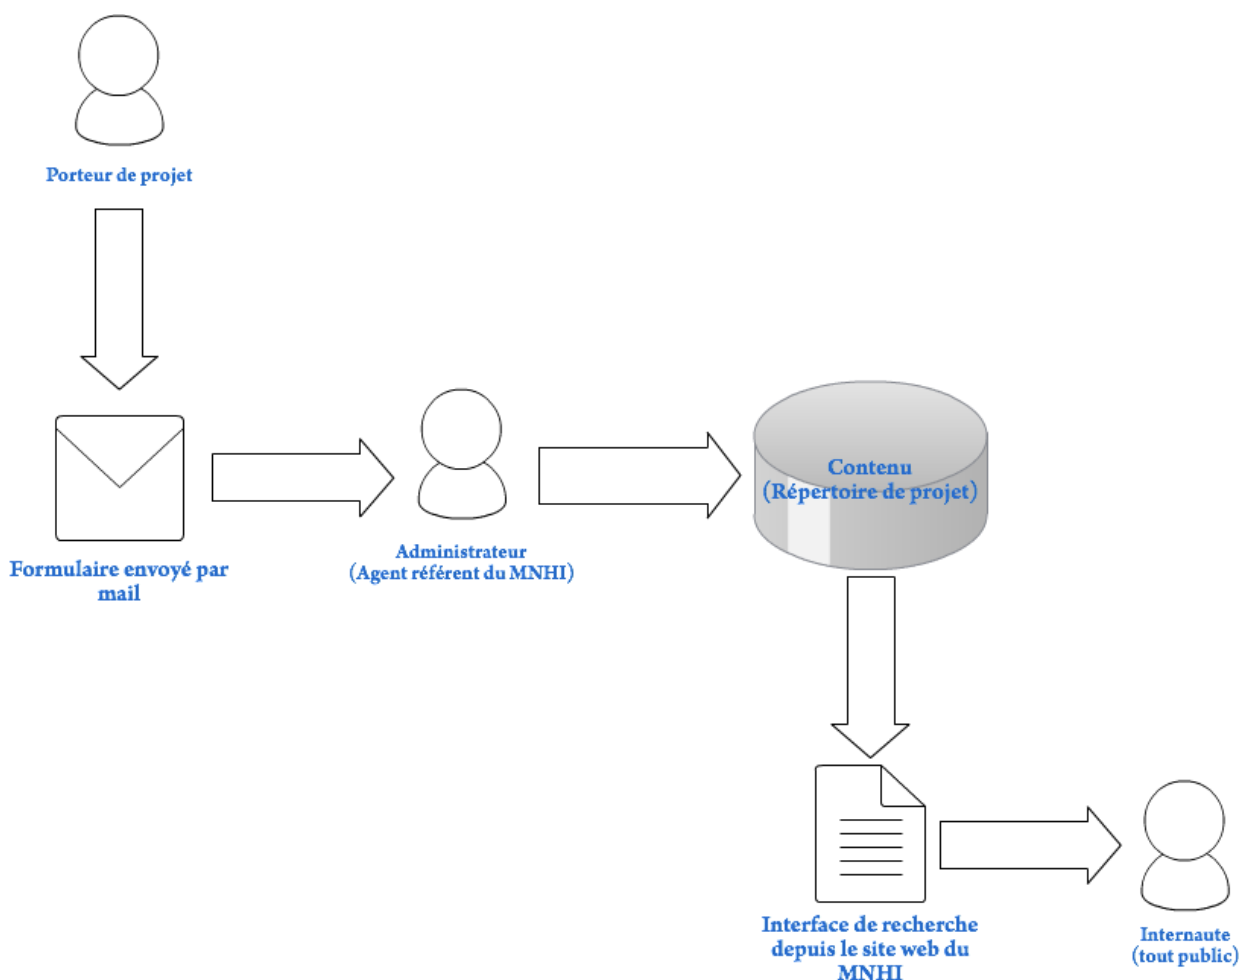 Porteur de projet
Formulaire envoyé par
mail
Administrateur
(Agent référent du MNHI)
Contenu
(Répertoire de projet)
Interface de recherche
depuis le site web du
MNHI
Internaute
(tout public)